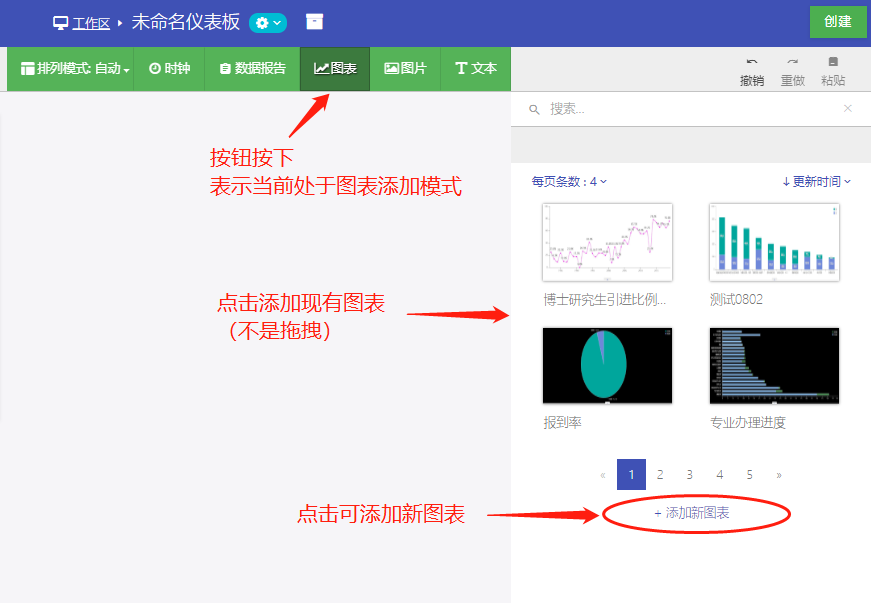 工作区 ▸ 未命名仪表板
创建
排列模式: 自动
时钟
数据报告
图表
图片
文本
撤销
重做
粘贴
搜索...
按钮按下
表示当前处于图表添加模式
每页条数 : 4
↓更新时间
点击添加现有图表
（不是拖拽）
博士研究生引进比例...
测试0802
报到率
专业办理进度
« 1 2 3 4 5 »
点击可添加新图表
+ 添加新图表